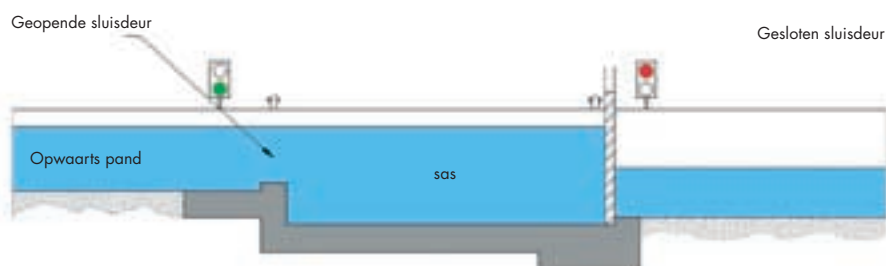 Geopende sluisdeur
Gesloten sluisdeur
Opwaarts pand
sas